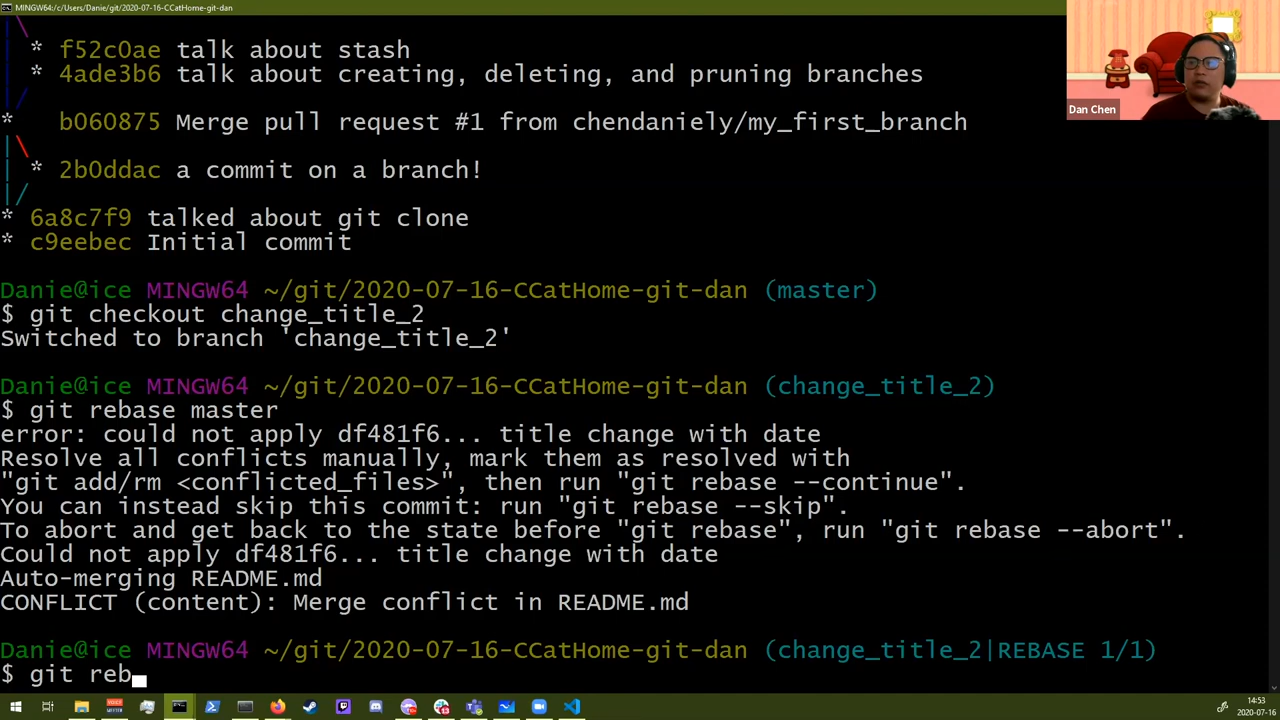 MINGW64:/c/Users/Danie/git/2020-07-16-CCatHome-git-dan
* f52c0ae talk about stash
* 4ade3b6 talk about creating, deleting, and pruning branches
Dan Chen
* b060875 Merge pull request #1 from chendaniely/my_first_branch
* 2b0ddac a commit on a branch!
* 6a8c7f9 talked about git clone
* c9eebec Initial commit
Danie@ice MINGW64 ~/git/2020-07-16-CCatHome-git-dan (master)
$ git checkout change_title_2
Switched to branch 'change_title_2'
Danie@ice MINGW64 ~/git/2020-07-16-CCatHome-git-dan (change_title_2)
$ git rebase master
error: could not apply df481f6... title change with date
Resolve all conflicts manually, mark them as resolved with
"git add/rm <conflicted_files>", then run "git rebase --continue".
You can instead skip this commit: run "git rebase --skip".
To abort and get back to the state before "git rebase", run "git rebase --abort".
Could not apply df481f6... title change with date
Auto-merging README.md
CONFLICT (content): Merge conflict in README.md
Danie@ice MINGW64 ~/git/2020-07-16-CCatHome-git-dan (change_title_2|REBASE 1/1)
$ git reb
14:53
2020-07-16